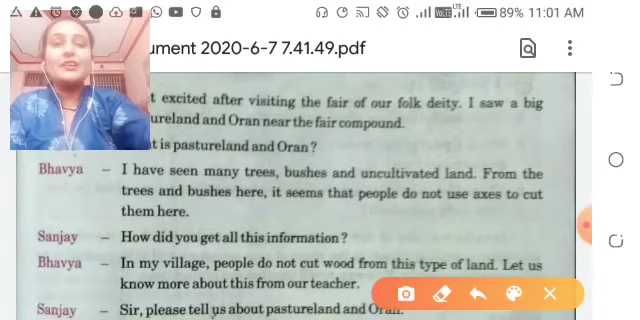 89% 11:01 AM
ument 2020-6-7 7.41.49.pdf
t excited after visiting the fair of our folk deity. I saw a big
ureland and Oran near the fair compound.
t is pastureland and Oran?
Bhavya – I have seen many trees, bushes and uncultivated land. From the
trees and bushes here, it seems that people do not use axes to cut
them here.
Sanjay – How did you get all this information?
Bhavya – In my village, people do not cut wood from this type of land. Let us
know more about this from our teacher.
Sanjay – Sir, please tell us about pastureland and Oran.